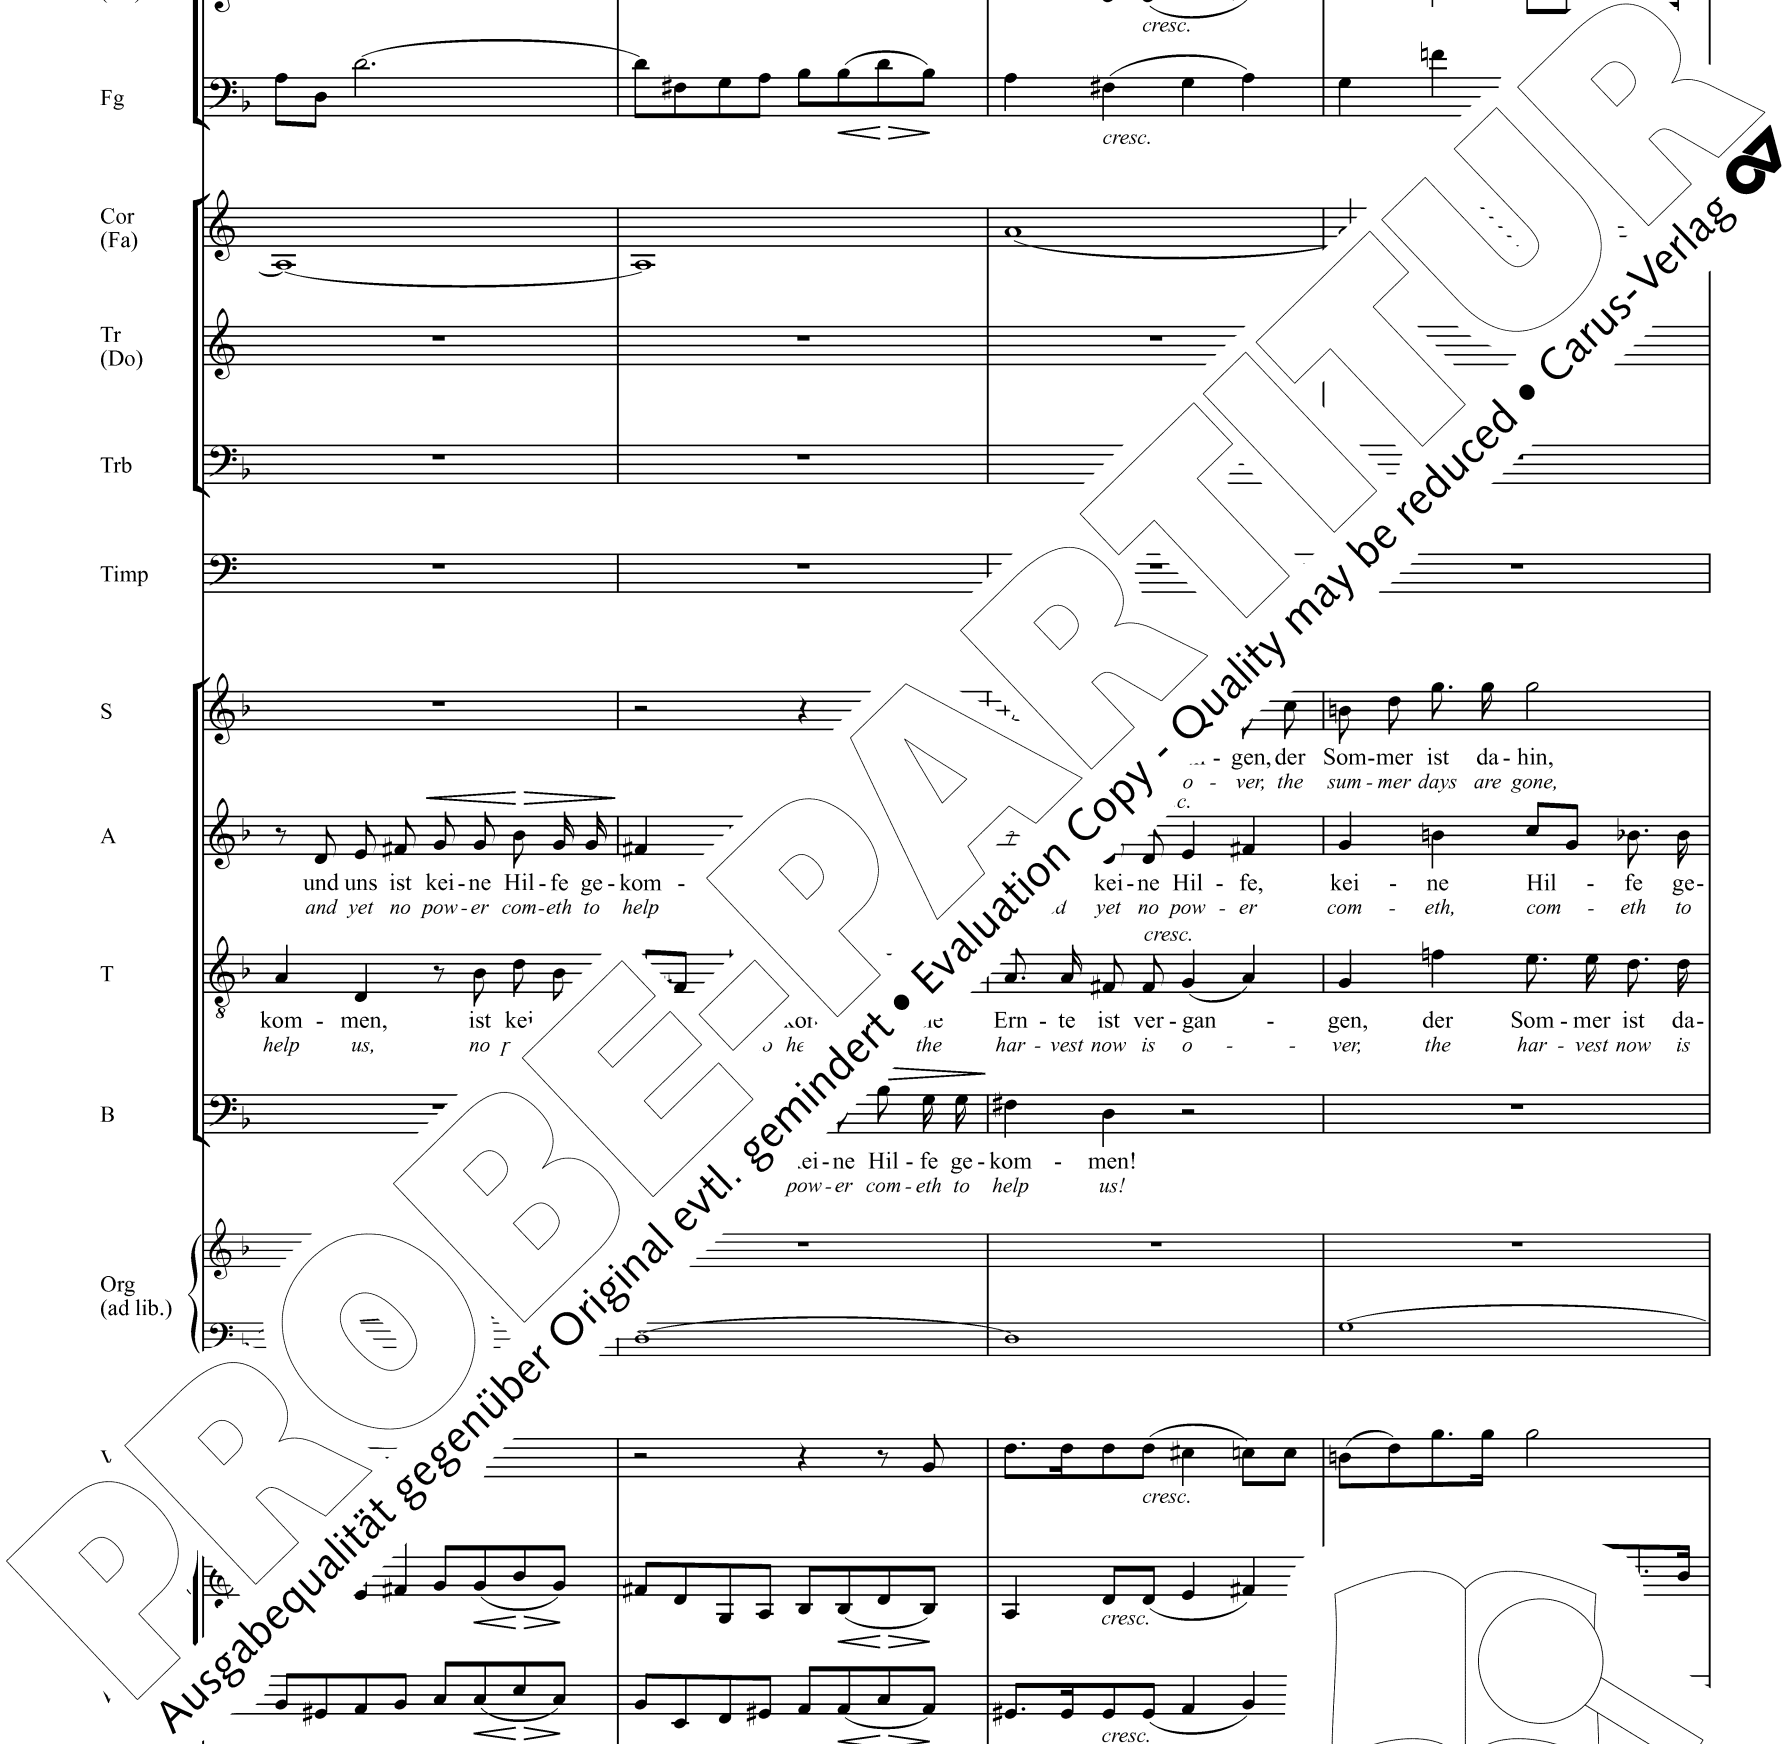 cresc.
Fg
cresc.
Cor
(Fa)
Tr
(Do)
Trb
Timp
S
gen, der Som-mer ist da-hin,
o - ver, the sum-mer days are gone,
A
und uns ist kei-ne Hil-fe ge-kom - kei-ne Hil - fe, kei - ne Hil - fe ge-
and yet no pow-er com-eth to help yet no pow - er com - eth, com - eth to
cresc.
T
kom - men, ist Ern - te ist ver-gan - gen, der Som-mer ist da-
help us, no the har - vest now is o - - ver, the har - vest now is
B
ne Hil - fe ge-kom - men!
pow-er com-eth to help us!
Org
(ad lib.)
cresc.
cresc.
cresc.
PROBEPARTITUR
Ausgabequalität gegenüber Original evtl. gemindert • Evaluation Copy - Quality may be reduced • Carus-Verlag